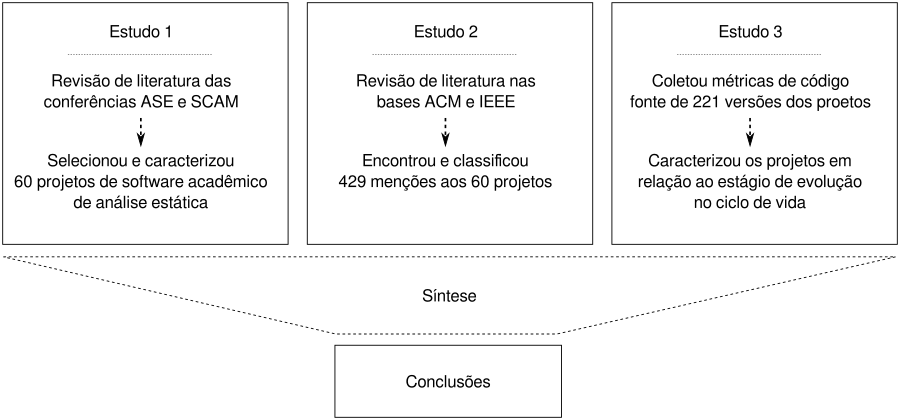 Estudo 1
Revisão de literatura das
conferências ASE e SCAM
Selecionou e caracterizou
60 projetos de software acadêmico
de análise estática
Estudo 2
Revisão de literatura nas
bases ACM e IEEE
Encontrou e classificou
429 menções aos 60 projetos
Estudo 3
Coletou métricas de código
fonte de 221 versões dos proetos
Caracterizou os projetos em
relação ao estágio de evolução
no ciclo de vida
Síntese
Conclusões